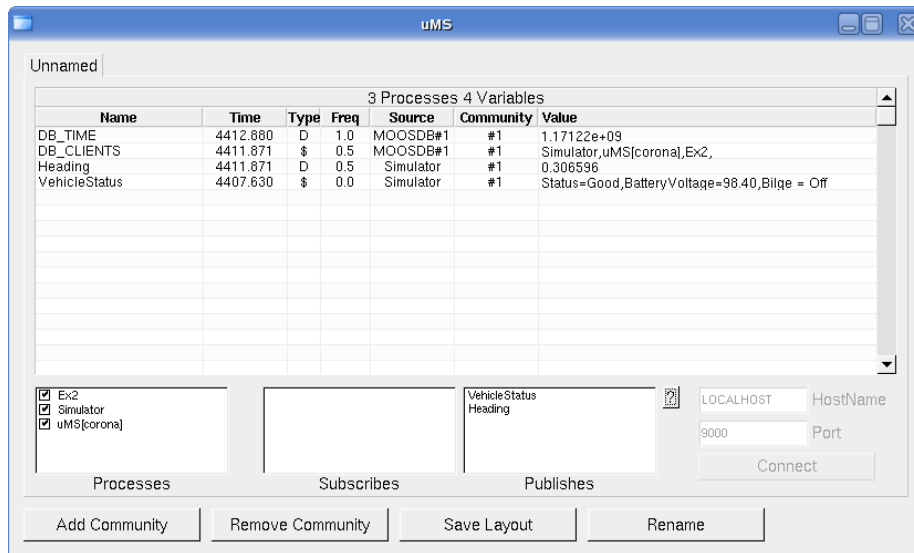 uMS
Unnamed
3 Processes 4 Variables
Name Time Type Freq Source Community Value
DB_TIME 4412.880 D 1.0 MOOSDB#1 #1 1.17122e+09
DB_CLIENTS 4411.871 $ 0.5 MOOSDB#1 #1 Simulator,uMS[corona],Ex2,
Heading 4411.871 D 0.5 Simulator #1 0.306596
VehicleStatus 4407.630 $ 0.0 Simulator #1 Status=Good,BatteryVoltage=98.40,Bilge = Off
Ex2
Simulator
uMS[corona]
Processes
Subscribes
VehicleStatus
Heading
Publishes
?
LOCALHOST HostName
9000 Port
Connect
Add Community Remove Community Save Layout Rename